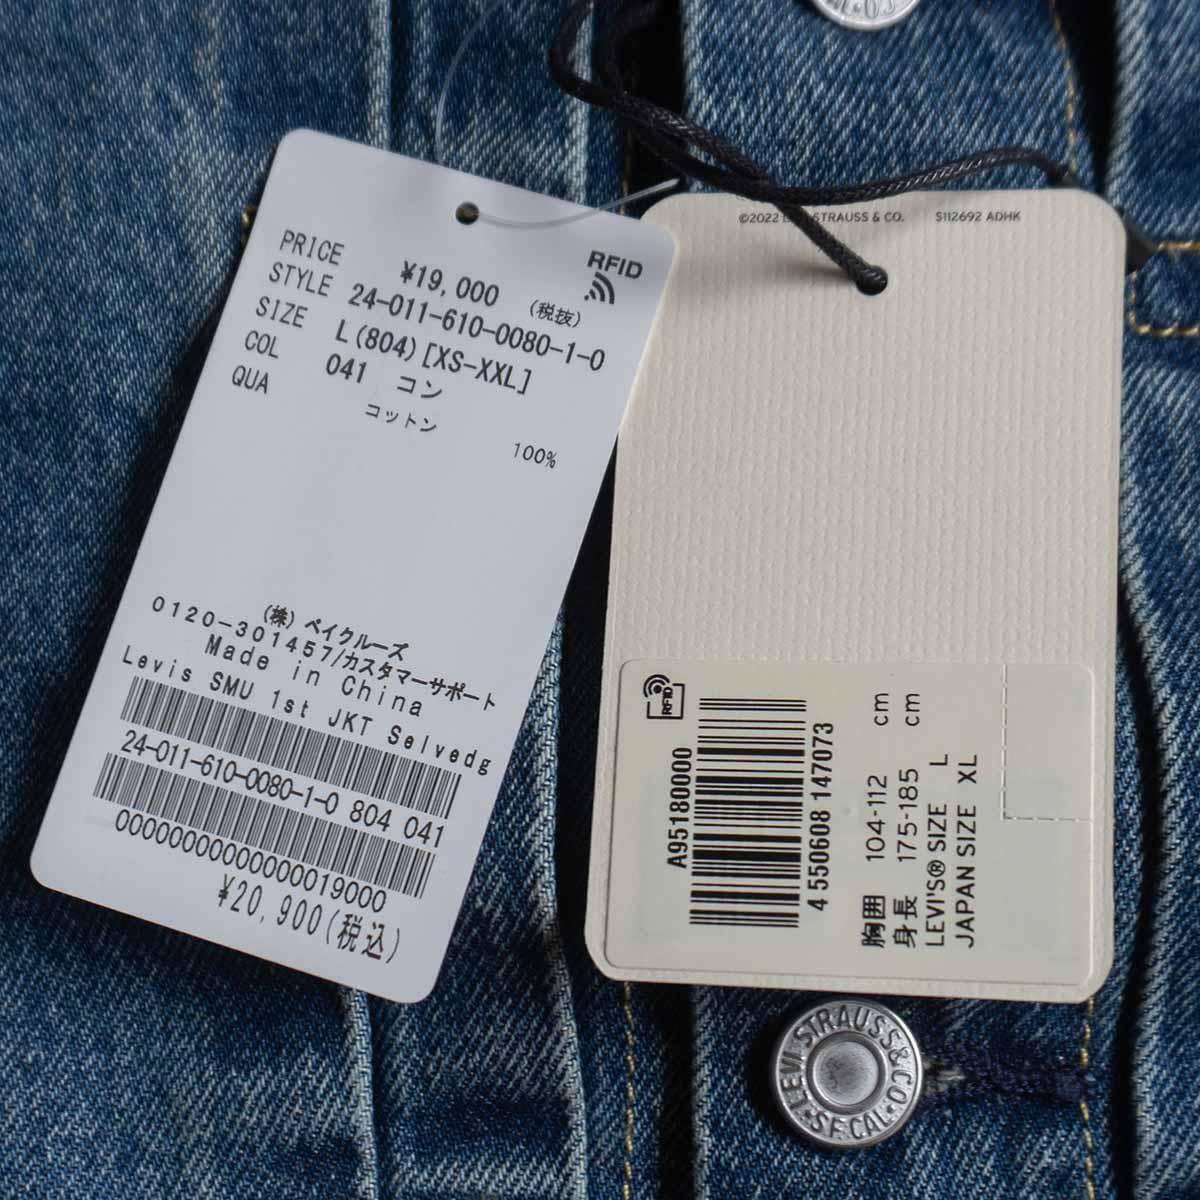 RFID
PRICE ¥19,000 (税抜)
STYLE 24-011-610-0080-1-0
SIZE L(804)[XS-XXL]
COL 041 コン
QUA コットン 100%
(株) ベイクルーズ
0120-301457/カスタマーサポート
Made in China
Levis SMU 1st JKT Selvedg
24-011-610-0080-1-0 804 041
00000000000000019000
¥20,900(税込)
©2022 STRAUSS & CO. S112692 ADHK
RFID
A95180000
4 550608 147073
胸囲 104-112 cm
身長 175-185 cm
LEVI'S® SIZE L
JAPAN SIZE XL
LEVI STRAUSS & CO. S.F. CAL.